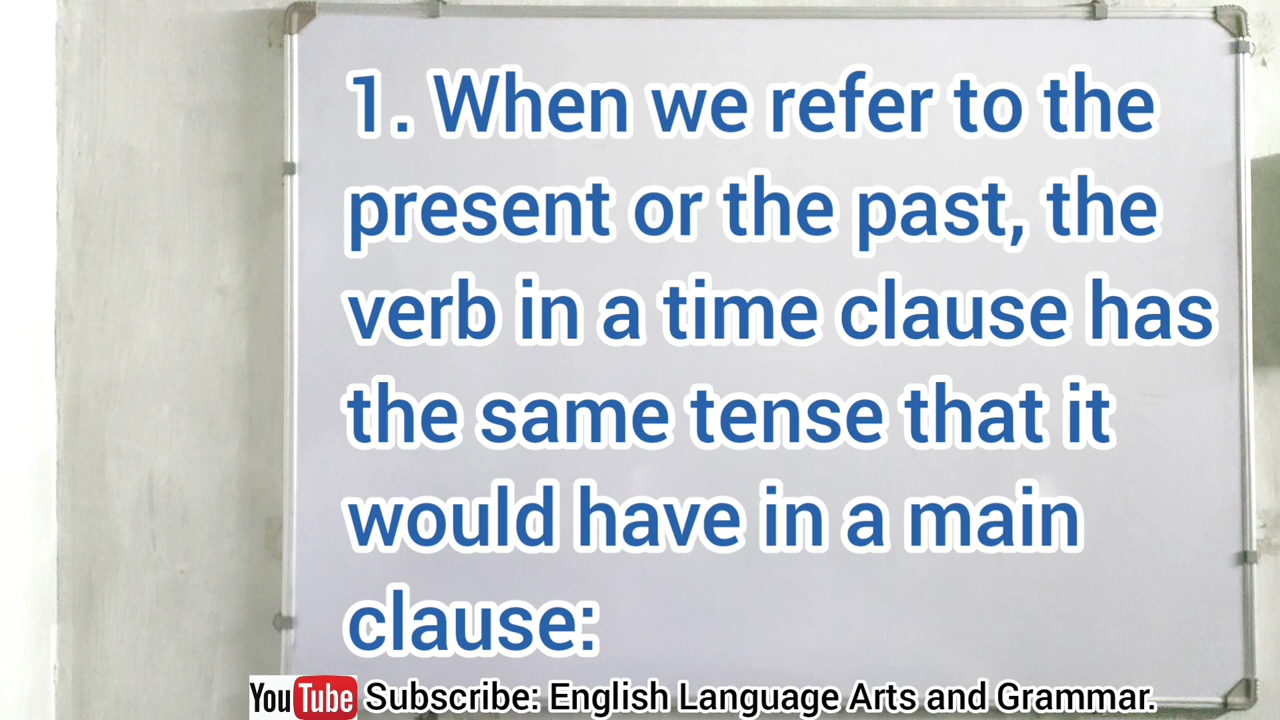 1. When we refer to the
present or the past, the
verb in a time clause has
the same tense that it
would have in a main
clause:
YouTube Subscribe: English Language Arts and Grammar.